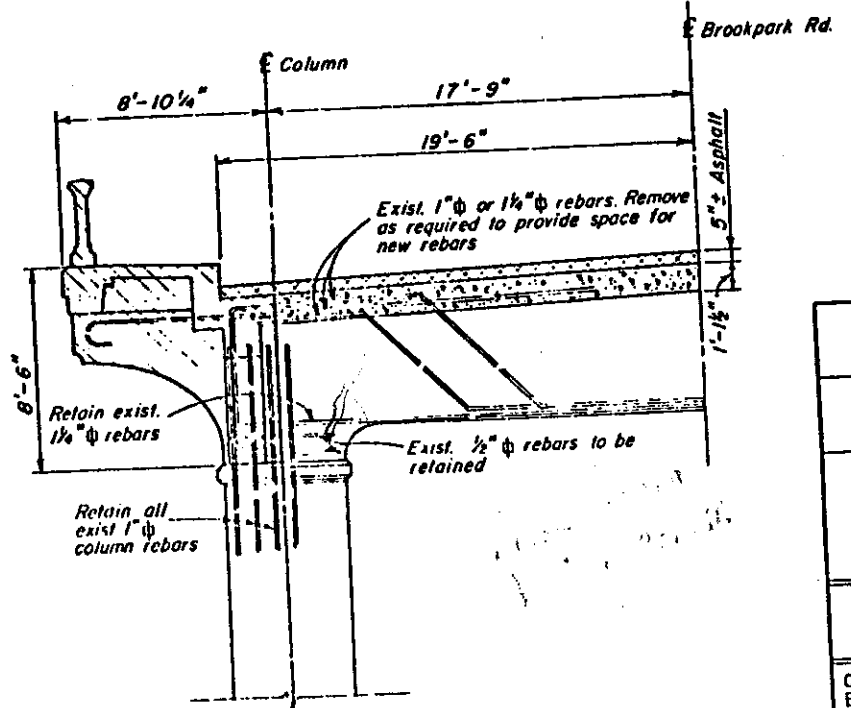 ℄ Brookpark Rd.
℄ Column
8'-10¼"
17'-9"
19'-6"
5"± Asphalt
Exist. 1"ф or 1¼"ф rebars. Remove
as required to provide space for
new rebars
1'-1½"
8'-6"
Retain exist.
1¼"ф rebars
Exist. ½"ф rebars to be
retained
Retain all
exist 1"ф
column rebars